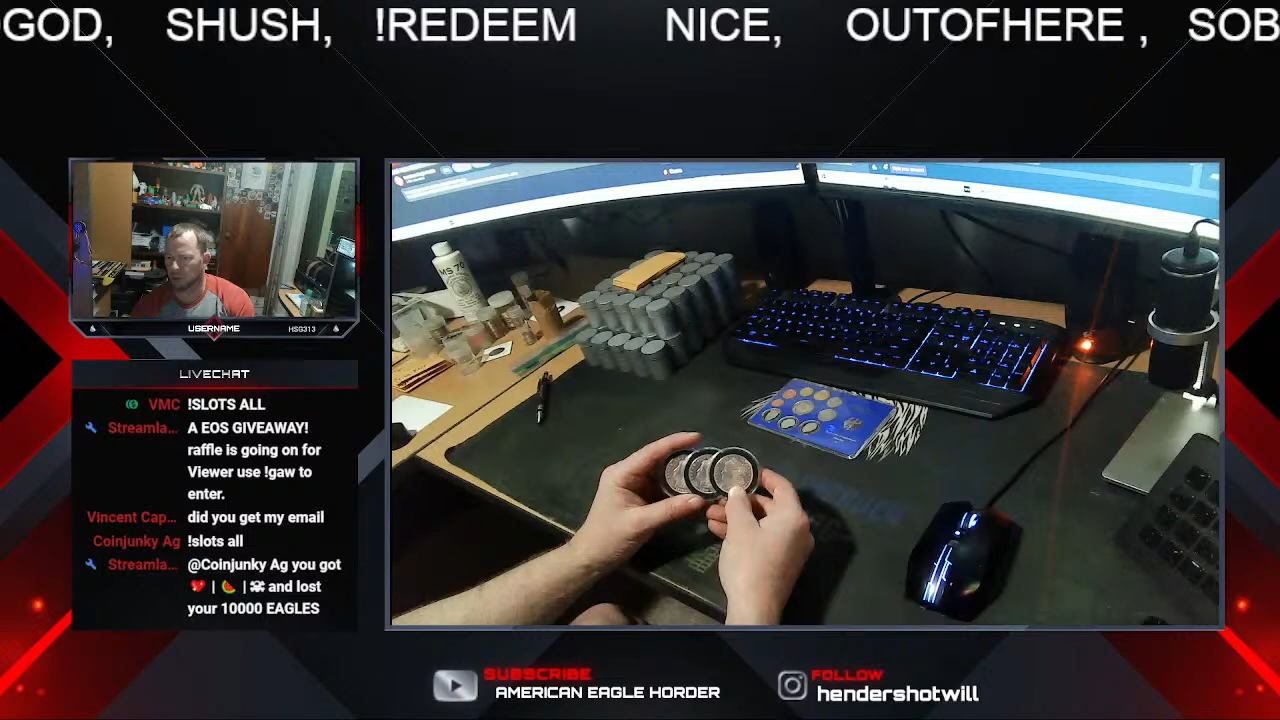 GOD, SHUSH, !REDEEM NICE, OUTOFHERE , SOB
USERNAME
HSG313
LIVECHAT
VMC !SLOTS ALL
Streamla... A EOS GIVEAWAY!
raffle is going on for
Viewer use !gaw to
enter.
Vincent Cap... did you get my email
Coinjunky Ag !slots all
Streamla... @Coinjunky Ag you got
| | and lost
your 10000 EAGLES
MS 70
SUBSCRIBE
AMERICAN EAGLE HORDER
FOLLOW
hendershotwill